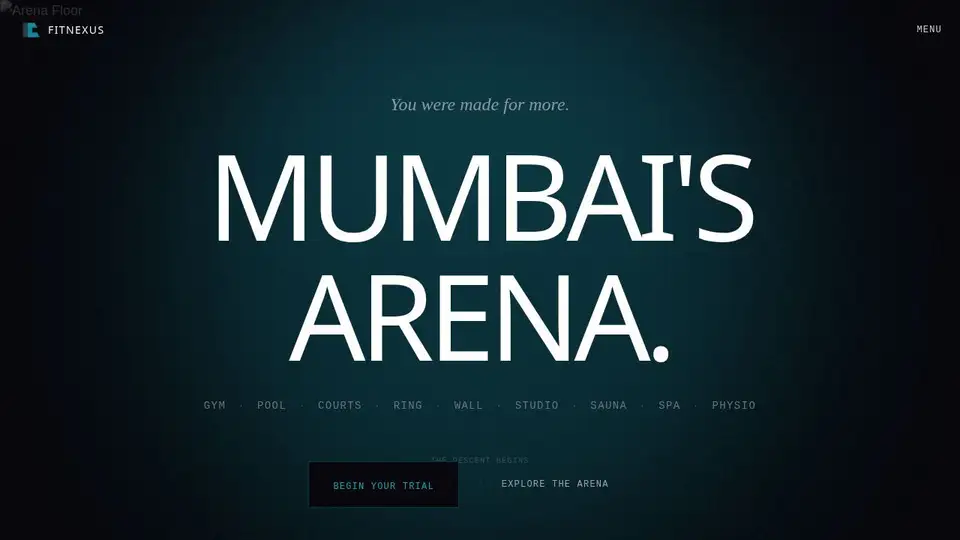 Arena Floor
FITNEXUS
MENU
You were made for more.
MUMBAI'S
ARENA.
GYM · POOL · COURTS · RING · WALL · STUDIO · SAUNA · SPA · PHYSIO
THE DESCENT BEGINS
BEGIN YOUR TRIAL
EXPLORE THE ARENA